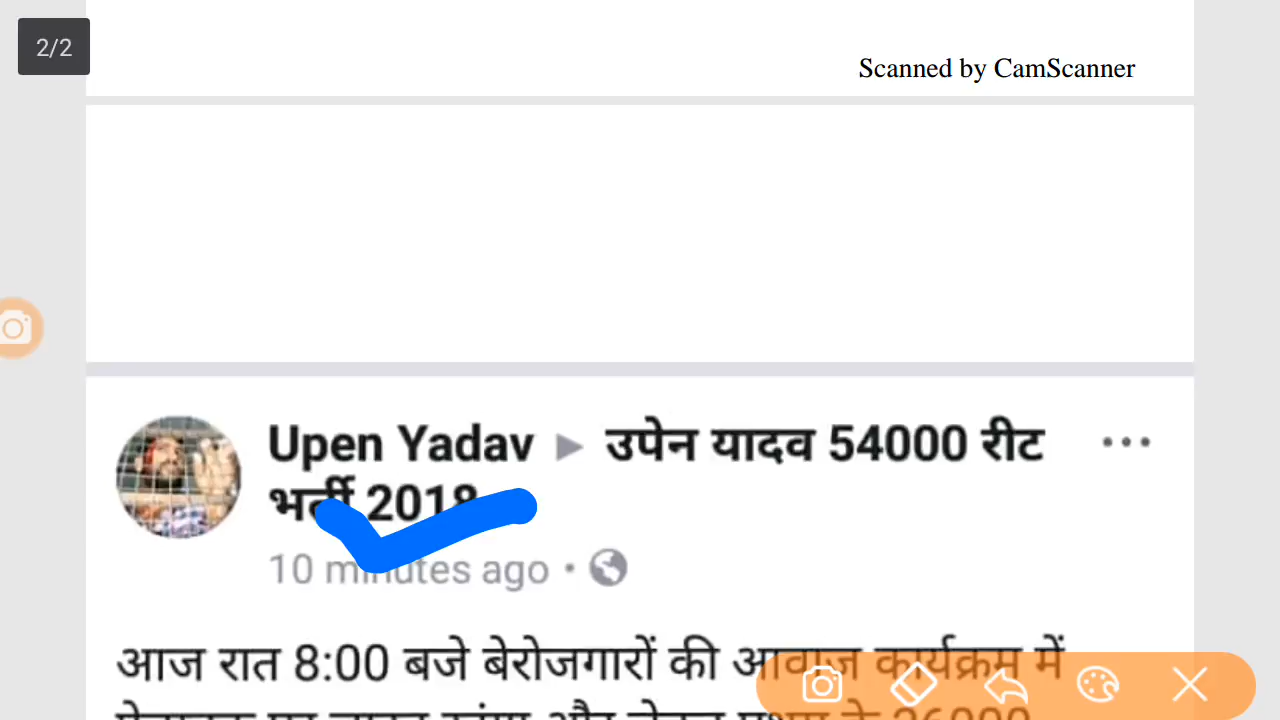 2/2
Scanned by CamScanner
Upen Yadav ▶ उपेन यादव 54000 रीट
भर्ती 2018
10 minutes ago •
आज रात 8:00 बजे बेरोजगारों की आवाज कार्यक्रम में